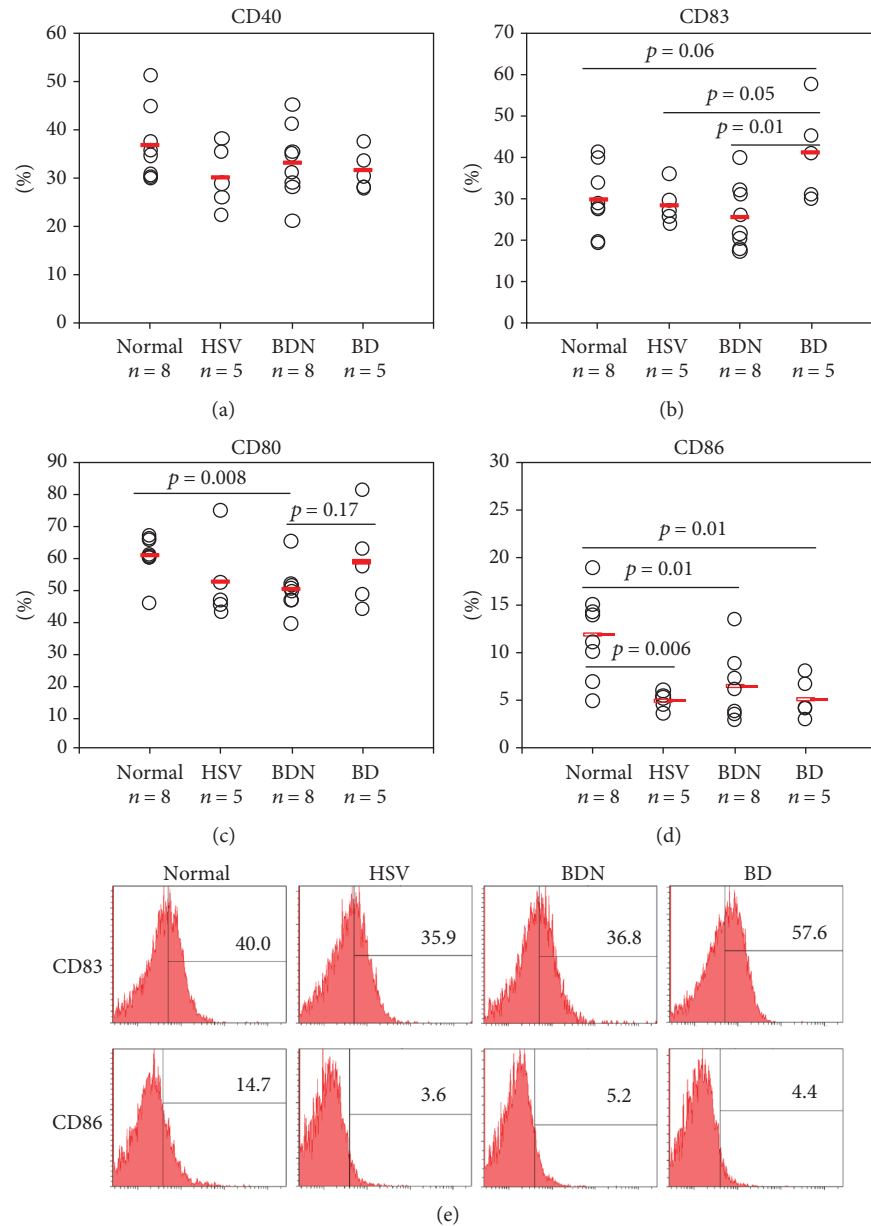 CD40
60
50
40
30
20
10
0
(%)
Normal HSV BDN BD
n = 8 n = 5 n = 8 n = 5
(a)
CD83
70
60
50
40
30
20
10
0
(%)
p = 0.06
p = 0.05
p = 0.01
Normal HSV BDN BD
n = 8 n = 5 n = 8 n = 5
(b)
CD80
90
80
70
60
50
40
30
20
10
0
(%)
p = 0.008
p = 0.17
Normal HSV BDN BD
n = 8 n = 5 n = 8 n = 5
(c)
CD86
30
25
20
15
10
5
0
(%)
p = 0.01
p = 0.01
p = 0.006
Normal HSV BDN BD
n = 8 n = 5 n = 8 n = 5
(d)
Normal HSV BDN BD
CD83 40.0 35.9 36.8 57.6
CD86 14.7 3.6 5.2 4.4
(e)